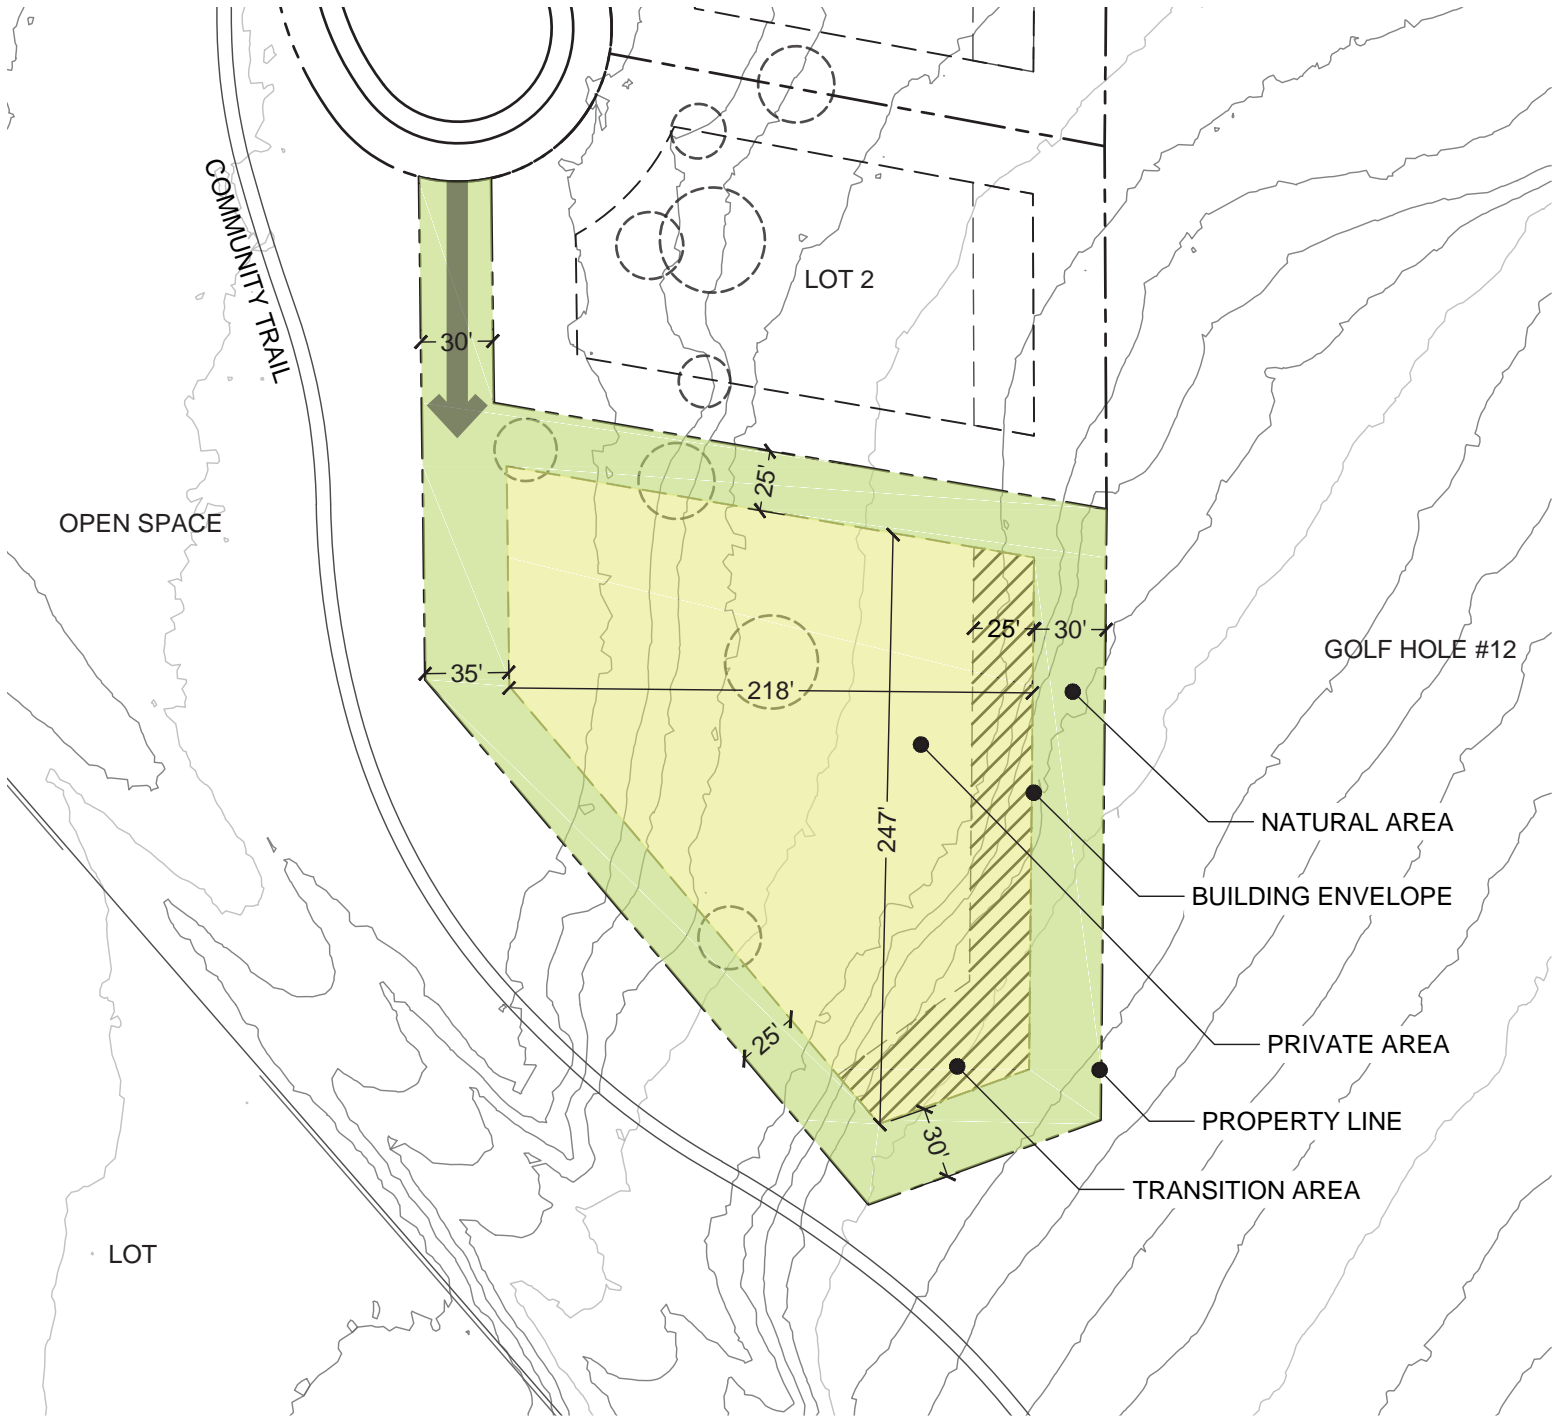 COMMUNITY TRAIL
LOT 2
30'
25'
OPEN SPACE
25'
30'
GOLF HOLE #12
35'
218'
247'
NATURAL AREA
BUILDING ENVELOPE
25'
PRIVATE AREA
PROPERTY LINE
30'
TRANSITION AREA
LOT